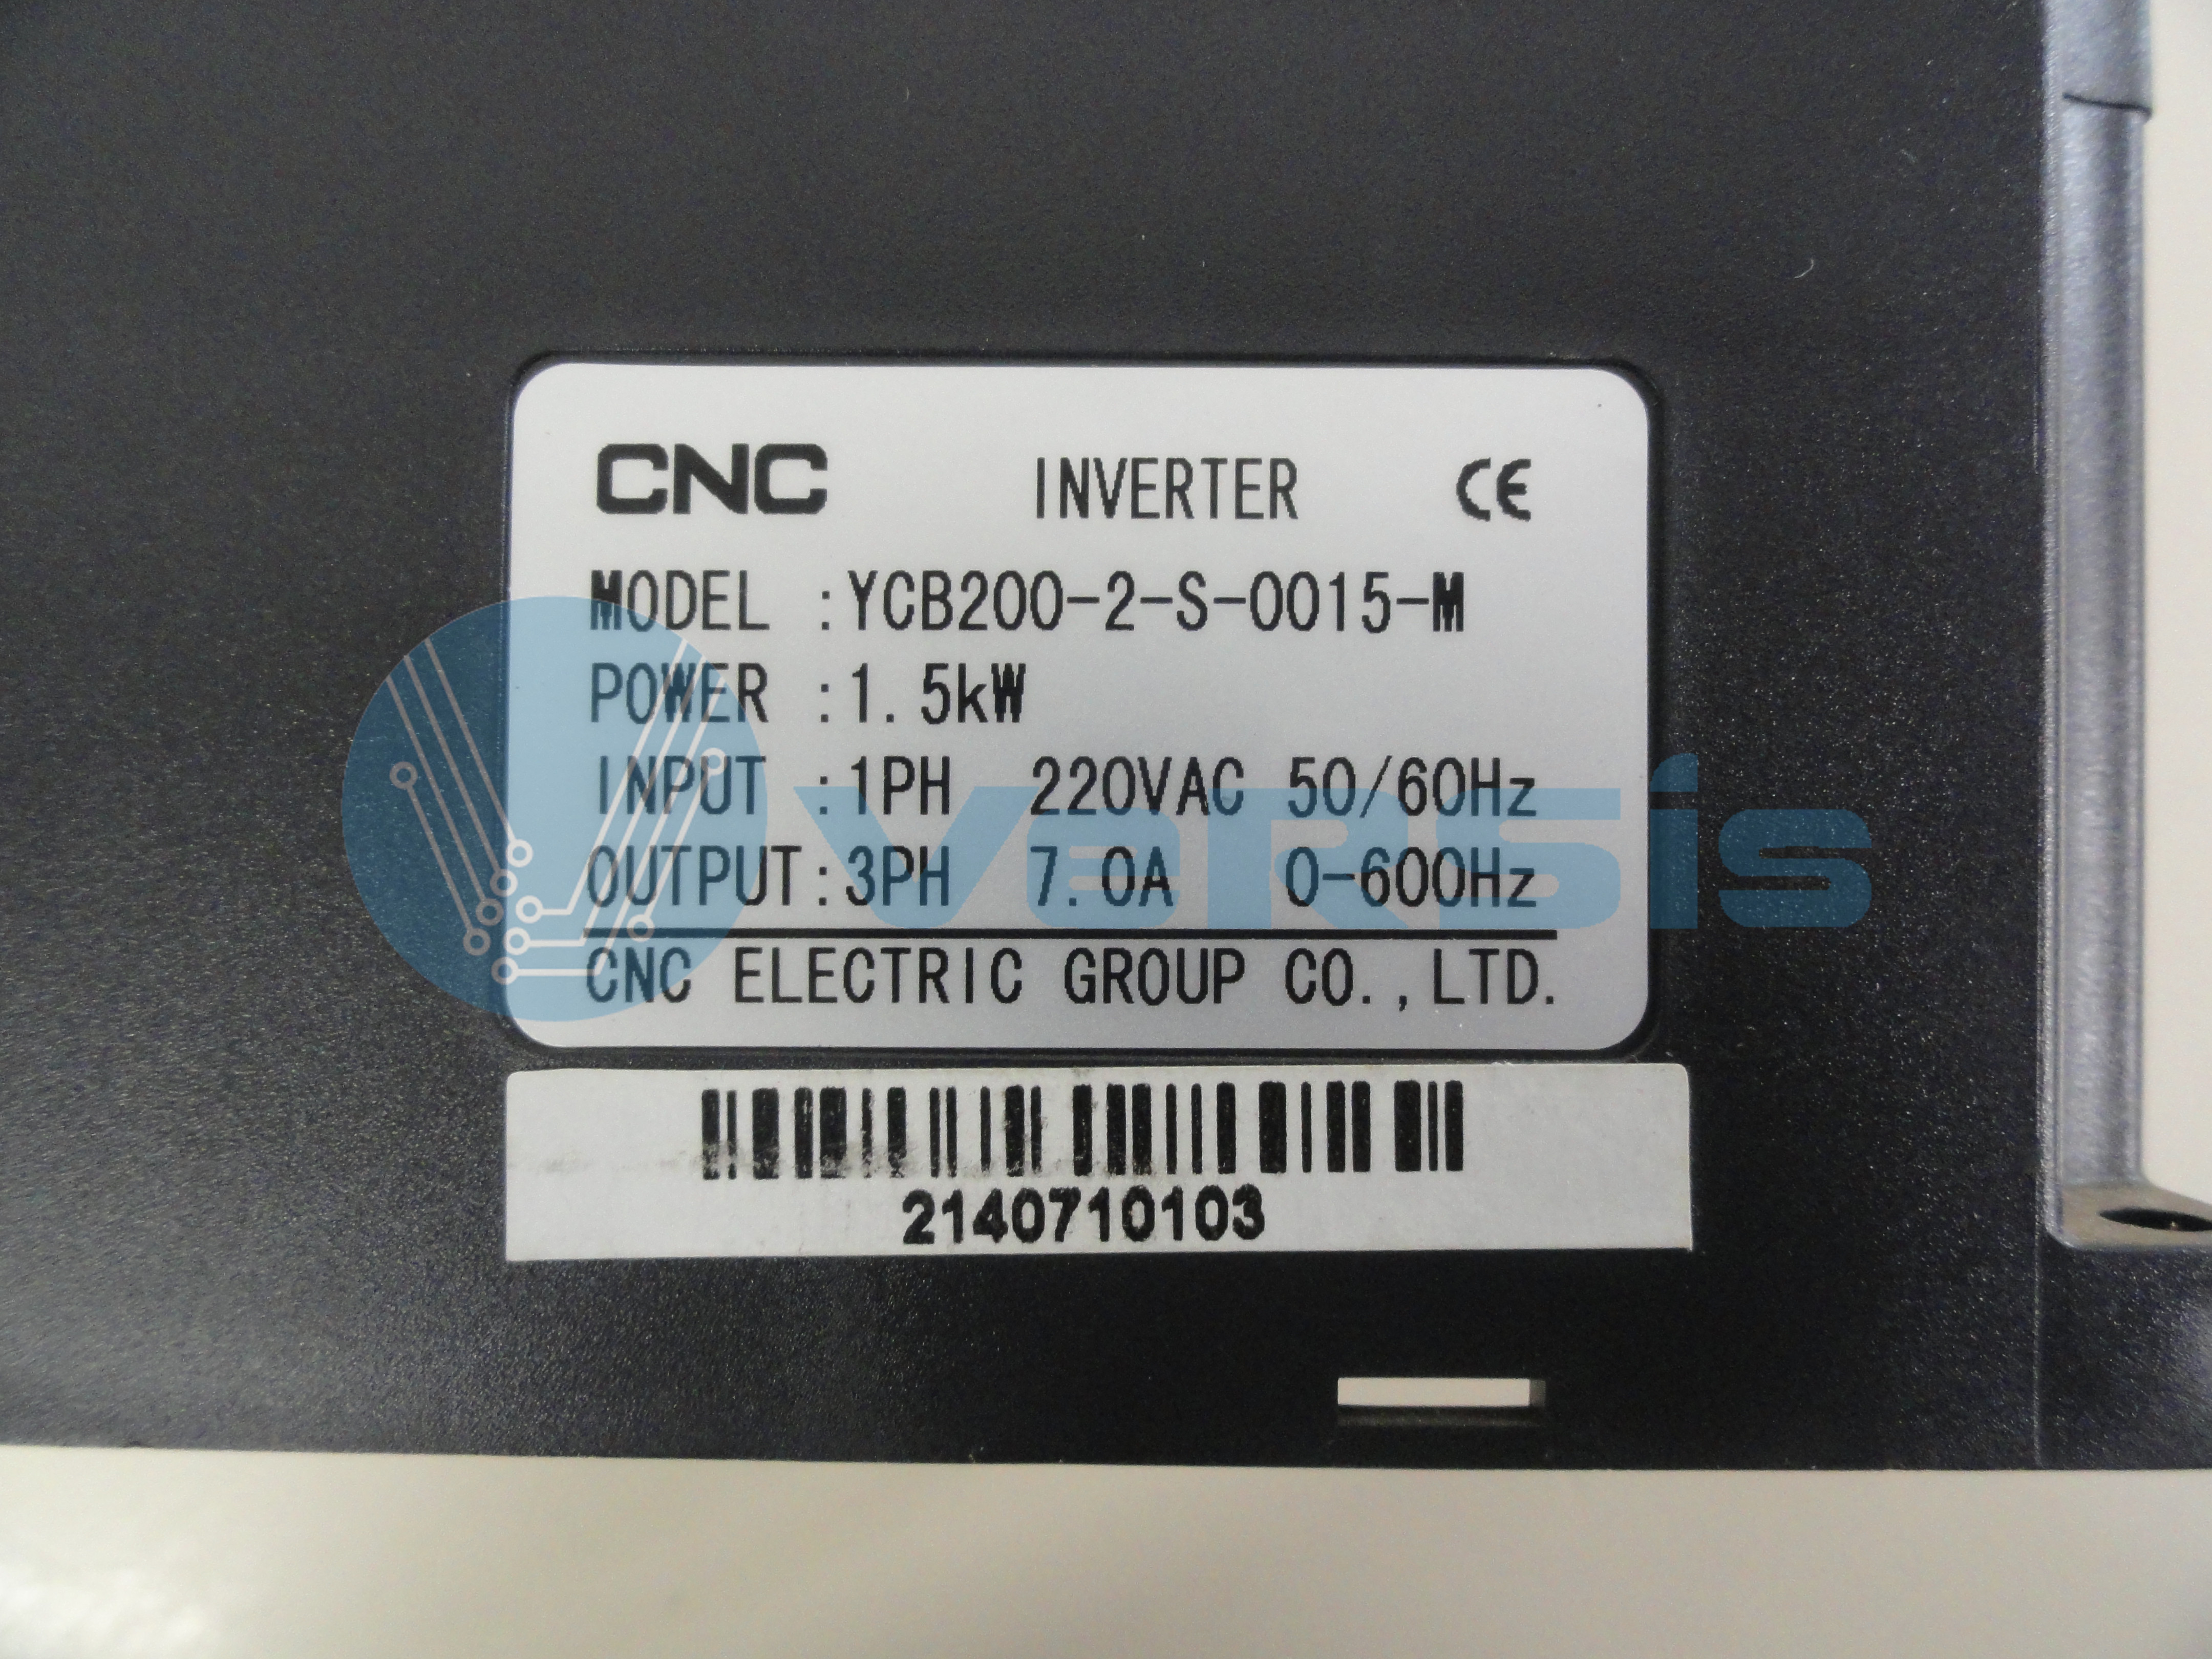 CNC INVERTER CE
MODEL :YCB200-2-S-0015-M
POWER :1.5kW
INPUT :1PH 220VAC 50/60Hz
OUTPUT:3PH 7.0A 0-600Hz
veRsis
CNC ELECTRIC GROUP CO.,LTD.
2140710103